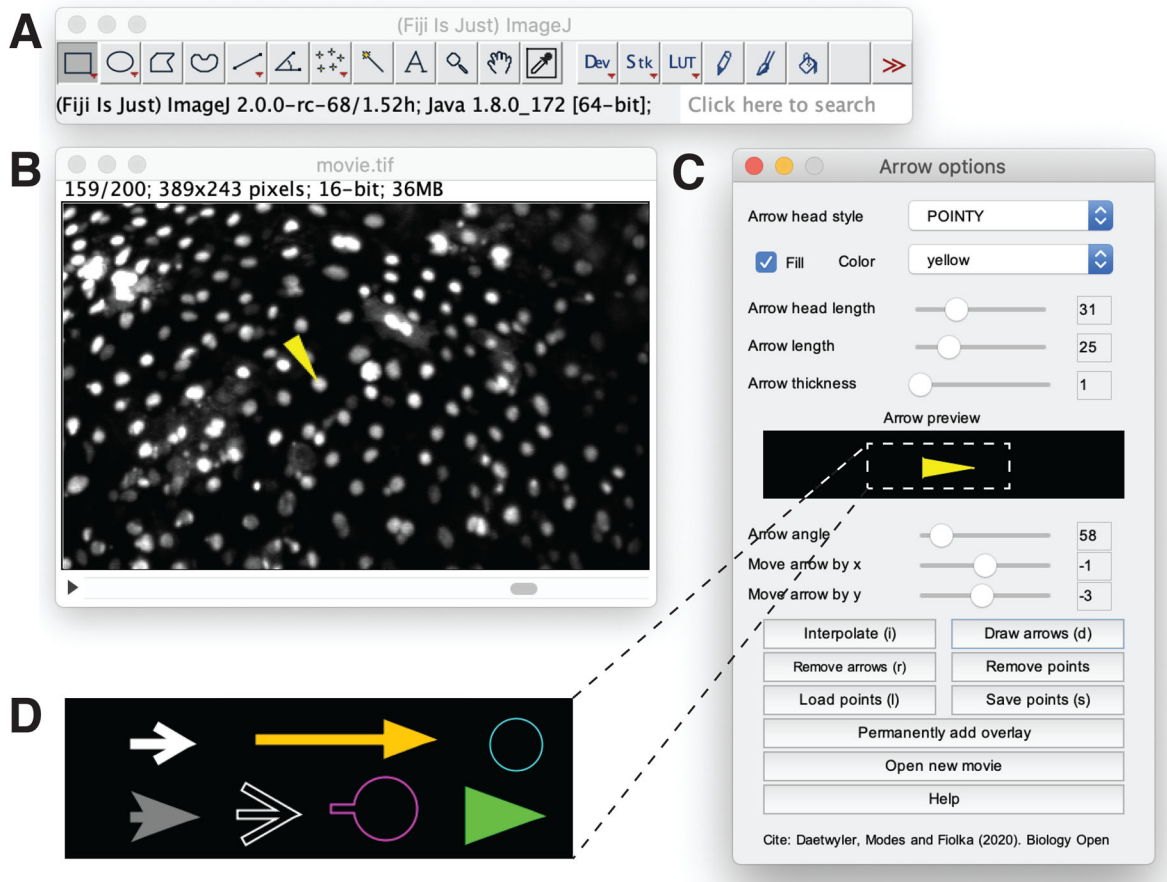 A
(Fiji Is Just) ImageJ
A
Dev Stk LUT
(Fiji Is Just) ImageJ 2.0.0-rc-68/1.52h; Java 1.8.0_172 [64-bit]; Click here to search
B
movie.tif
159/200; 389x243 pixels; 16-bit; 36MB
C
Arrow options
Arrow head style POINTY
Fill Color yellow
Arrow head length 31
Arrow length 25
Arrow thickness 1
Arrow preview
Arrow angle 58
Move arrow by x -1
Move arrow by y -3
Interpolate (i) Draw arrows (d)
Remove arrows (r) Remove points
Load points (l) Save points (s)
Permanently add overlay
Open new movie
Help
Cite: Daetwyler, Modes and Fiolka (2020). Biology Open
D